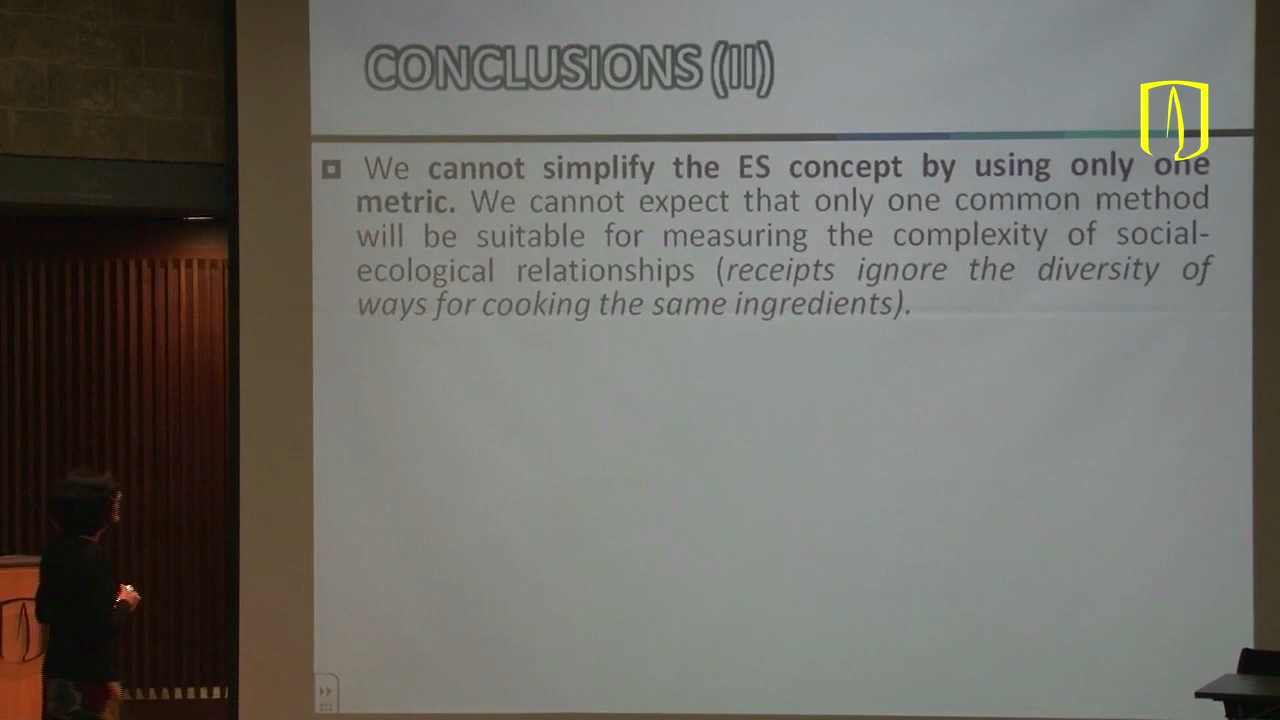 CONCLUSIONS (II)
We cannot simplify the ES concept by using only one
metric. We cannot expect that only one common method
will be suitable for measuring the complexity of social-
ecological relationships (receipts ignore the diversity of
ways for cooking the same ingredients).